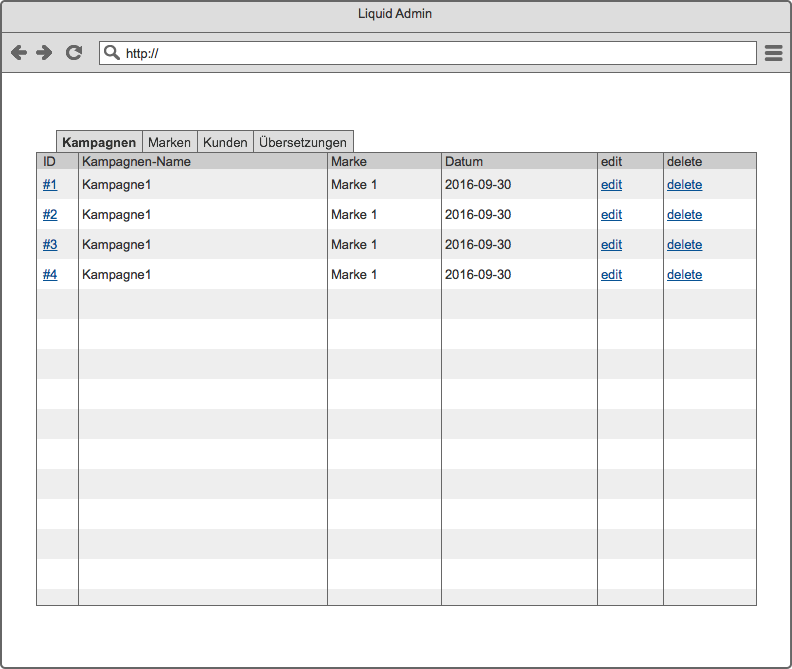 Liquid Admin
http://
Kampagnen Marken Kunden Übersetzungen
ID Kampagnen-Name Marke Datum edit delete
#1 Kampagne1 Marke 1 2016-09-30 edit delete
#2 Kampagne1 Marke 1 2016-09-30 edit delete
#3 Kampagne1 Marke 1 2016-09-30 edit delete
#4 Kampagne1 Marke 1 2016-09-30 edit delete